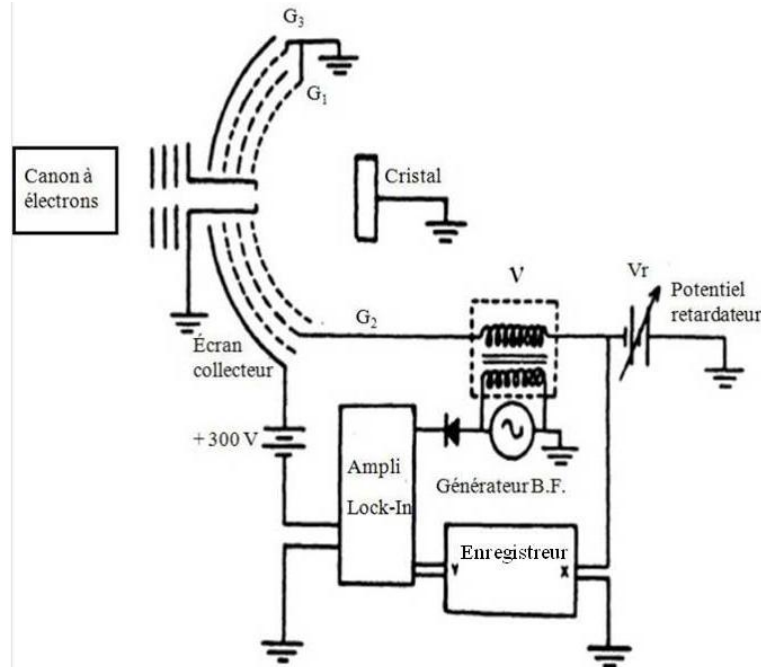 G3
G1
Canon à
électrons
Cristal
V
Vr
Potentiel
retardateur
G2
Écran
collecteur
+300 V
Ampli
Lock-In
Générateur B.F.
Enregistreur
Y
X